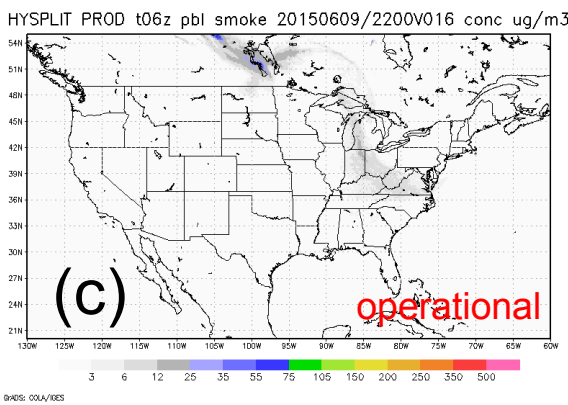 HYSPLIT PROD t06z pbl smoke 20150609/2200V016 conc ug/m3
54N
51N
48N
45N
42N
39N
36N
33N
30N
27N
24N
21N
(c)
operational
130W 125W 120W 115W 110W 105W 100W 95W 90W 85W 80W 75W 70W 65W 60W
3 6 12 25 35 55 75 105 150 200 250 350 500
GrADS: COLA/IGES